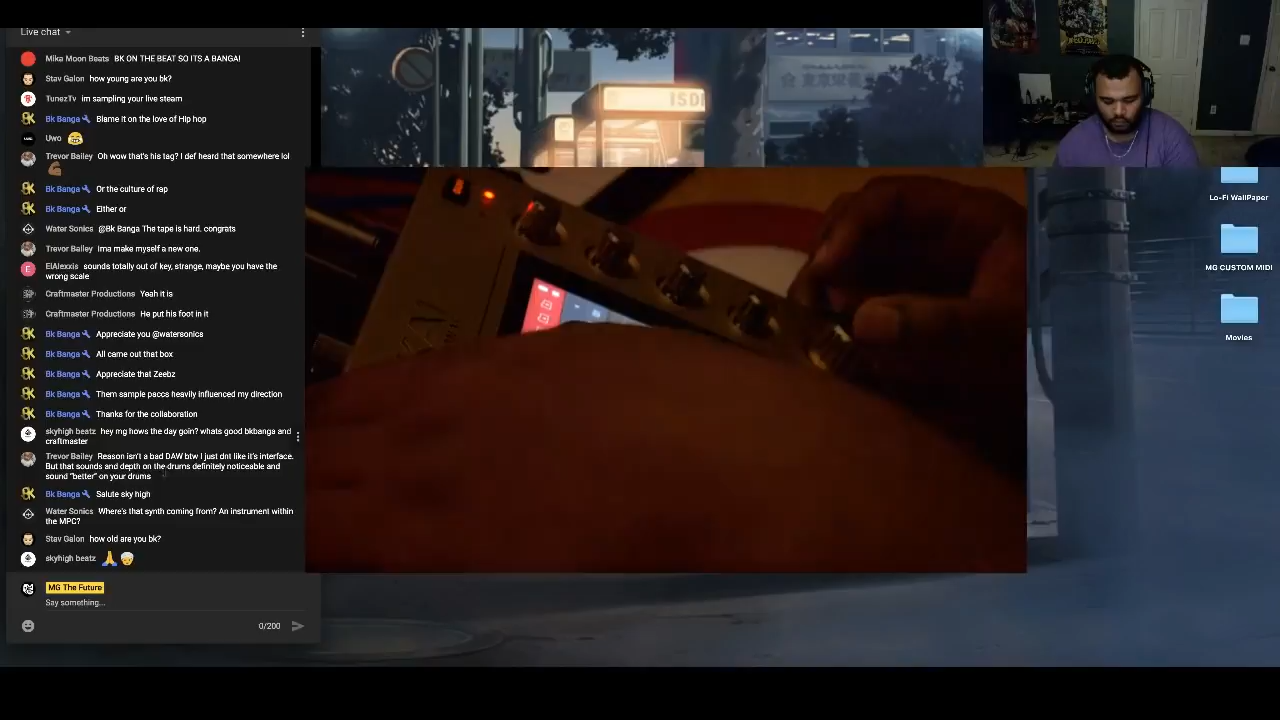 Live chat
Mika Moon Beats BK ON THE BEAT SO ITS A BANGA!
Stav Galon how young are you bk?
TunezTv im sampling your live steam
Bk Banga Blame it on the love of Hip hop
Uwo
Trevor Bailey Oh wow that's his tag? I def heard that somewhere lol
Bk Banga Or the culture of rap
Bk Banga Either or
Water Sonics @Bk Banga The tape is hard. congrats
Trevor Bailey Ima make myself a new one.
ElAlexxis sounds totally out of key, strange, maybe you have the
wrong scale
Craftmaster Productions Yeah it is
Craftmaster Productions He put his foot in it
Bk Banga Appreciate you @watersonics
Bk Banga All came out that box
Bk Banga Appreciate that Zeebz
Bk Banga Them sample paccs heavily influenced my direction
Bk Banga Thanks for the collaboration
skyhigh beatz hey mg hows the day goin? whats good bkbanga and
craftmaster
Trevor Bailey Reason isn't a bad DAW btw I just dnt like it's interface.
But that sounds and depth on the drums definitely noticeable and
sound "better" on your drums
Bk Banga Salute sky high
Water Sonics Where's that synth coming from? An instrument within
the MPC?
Stav Galon how old are you bk?
skyhigh beatz
MG The Future
Say something...
0/200
ISDN
Lo-Fi WallPaper
MG CUSTOM MIDI
Movies